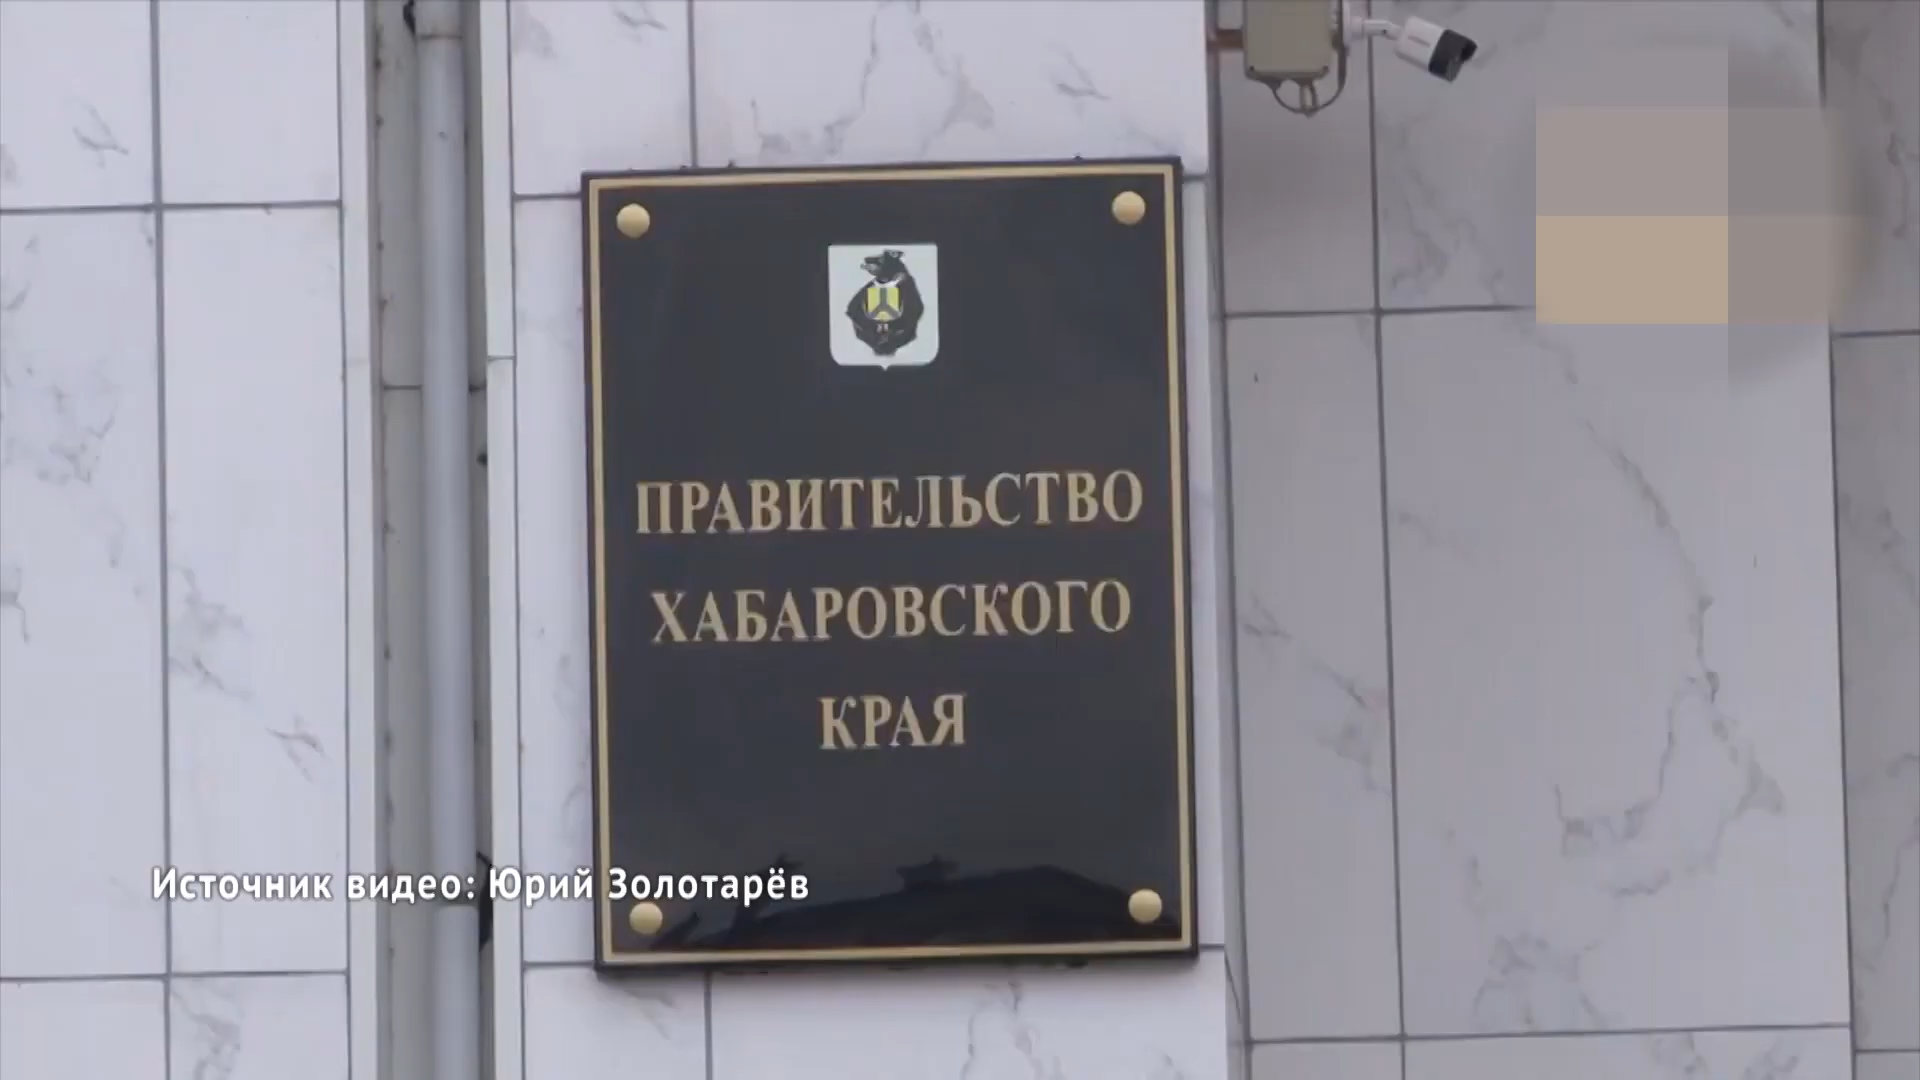 ПРАВИТЕЛЬСТВО
ХАБАРОВСКОГО
КРАЯ
Источник видео: Юрий Золотарёв